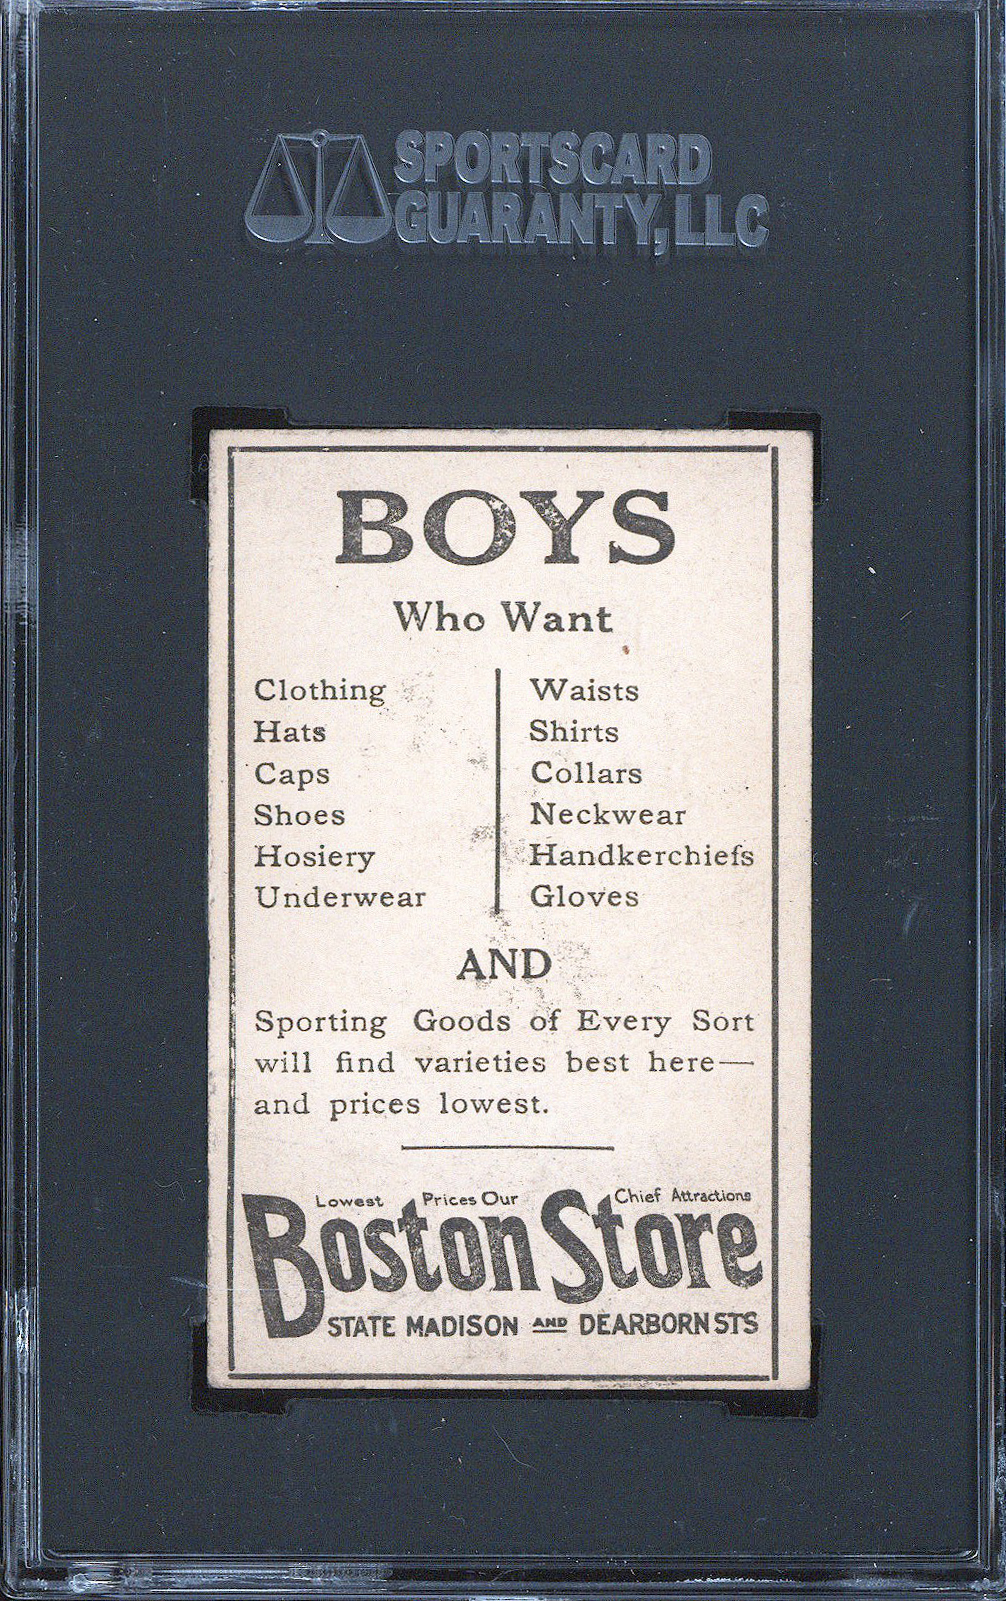 SPORTSCARD
GUARANTY, LLC
BOYS
Who Want
Clothing
Hats
Caps
Shoes
Hosiery
Underwear
Waists
Shirts
Collars
Neckwear
Handkerchiefs
Gloves
AND
Sporting Goods of Every Sort
will find varieties best here—
and prices lowest.
Lowest Prices Our Chief Attractions
Boston Store
STATE MADISON AND DEARBORN STS